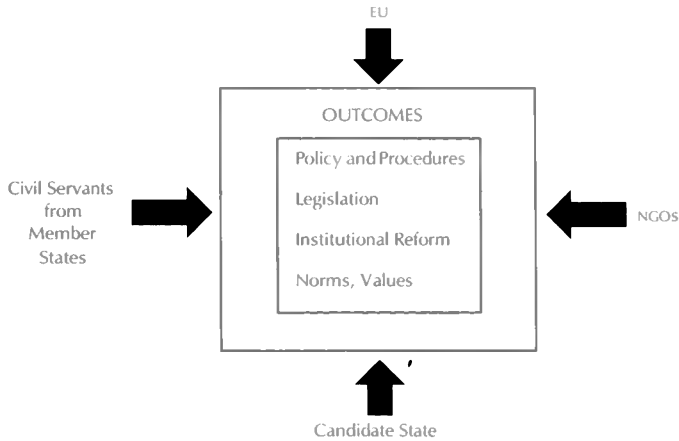 EU
OUTCOMES
Policy and Procedures
Legislation
Institutional Reform
Norms, Values
Civil Servants
from
Member
States
NGOs
Candidate State